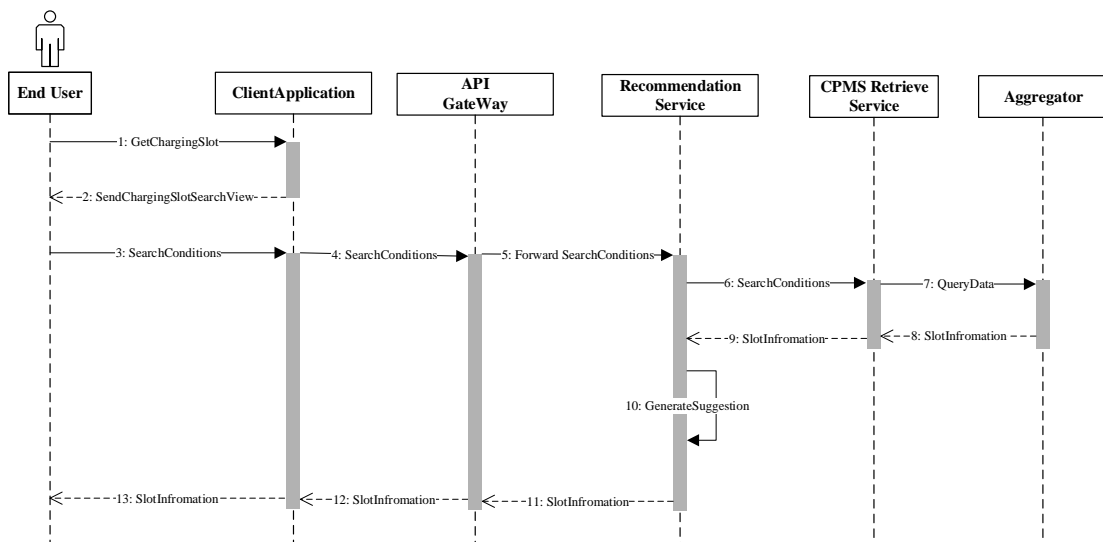 End User
ClientApplication
API
GateWay
Recommendation
Service
CPMS Retrieve
Service
Aggregator
1: GetChargingSlot
2: SendChargingSlotSearchView
3: SearchConditions
4: SearchConditions
5: Forward SearchConditions
6: SearchConditions
7: QueryData
8: SlotInfromation
9: SlotInfromation
10: GenerateSuggestion
11: SlotInfromation
12: SlotInfromation
13: SlotInfromation